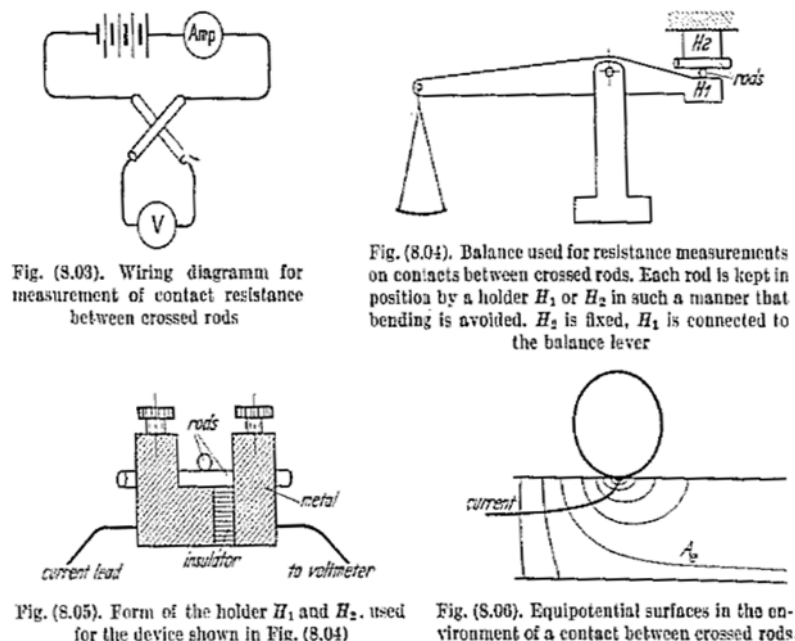 Amp
V
Fig. (8.03). Wiring diagramm for
measurement of contact resistance
between crossed rods
H2
rods
H1
Fig. (8.04). Balance used for resistance measurements
on contacts between crossed rods. Each rod is kept in
position by a holder H₁ or H₂ in such a manner that
bending is avoided. H₂ is fixed, H₁ is connected to
the balance lever
rods
metal
insulator
current lead
to voltmeter
Fig. (8.05). Form of the holder H₁ and H₂. used
for the device shown in Fig. (8.04)
current
Fig. (8.06). Equipotential surfaces in the en-
vironment of a contact between crossed rods